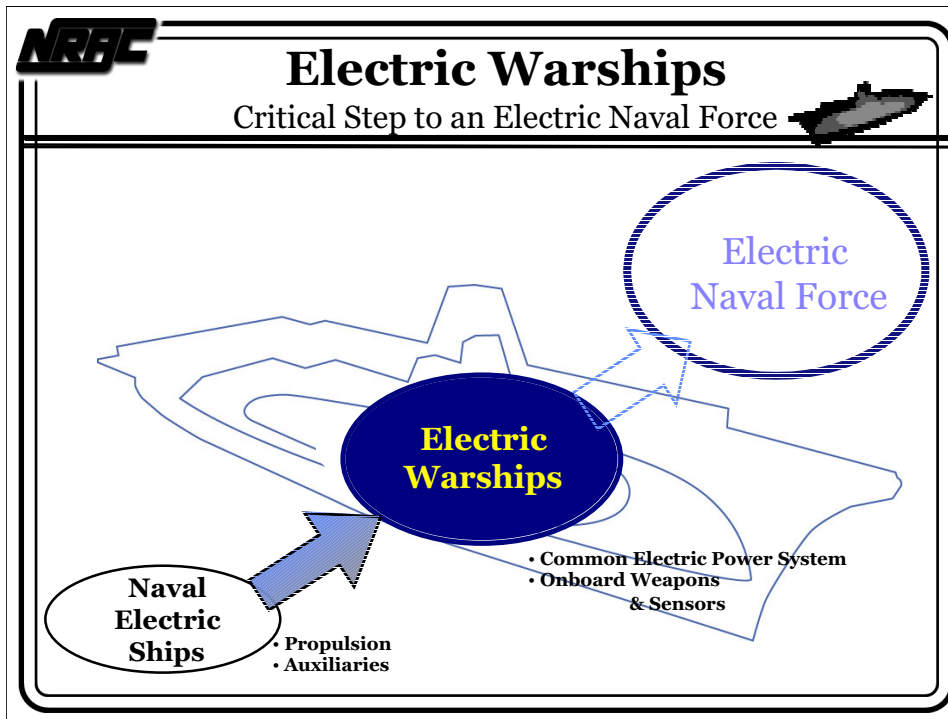 NRAC
Electric Warships
Critical Step to an Electric Naval Force
Electric
Naval Force
Electric
Warships
• Common Electric Power System
• Onboard Weapons
& Sensors
Naval
Electric
Ships
• Propulsion
• Auxiliaries